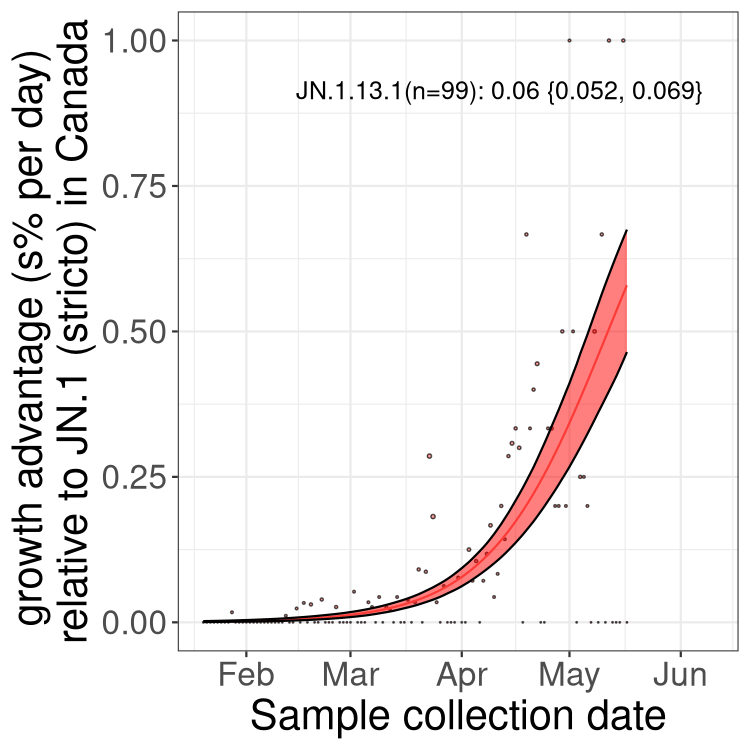 growth advantage (s% per day)
relative to JN.1 (stricto) in Canada
1.00
0.75
0.50
0.25
0.00
JN.1.13.1(n=99): 0.06 {0.052, 0.069}
Feb Mar Apr May Jun
Sample collection date